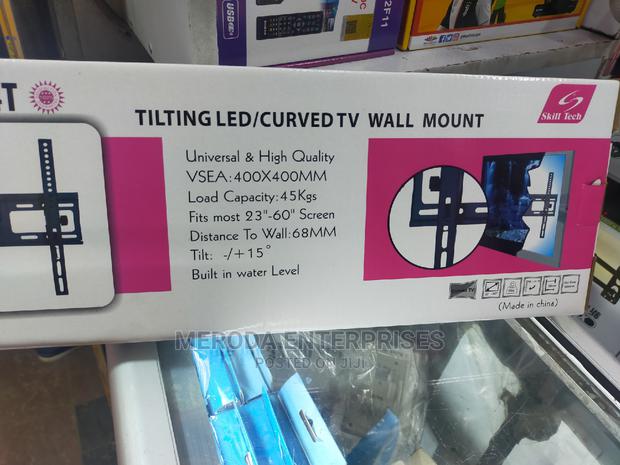 USB
2F11
T
TILTING LED/CURVED TV WALL MOUNT
Skill Tech
Universal & High Quality
VSEA:400X400MM
Load Capacity:45Kgs
Fits most 23"-60" Screen
Distance To Wall:68MM
Tilt: -/+15°
Built in water Level
(Made in china)
MERODA ENTERPRISES
POSTED ON JIJI